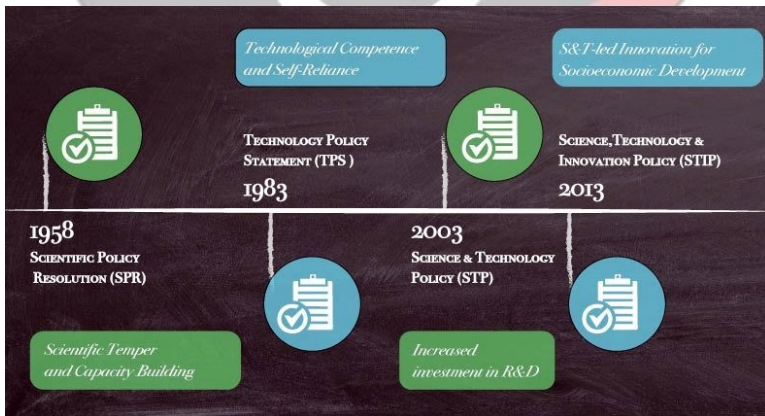 1958
SCIENTIFIC POLICY
RESOLUTION (SPR)
Scientific Temper
and Capacity Building
Technological Competence
and Self-Reliance
TECHNOLOGY POLICY
STATEMENT (TPS )
1983
2003
SCIENCE & TECHNOLOGY
POLICY (STP)
Increased
investment in R&D
S&T-led Innovation for
Socioeconomic Development
SCIENCE,TECHNOLOGY &
INNOVATION POLICY (STIP)
2013